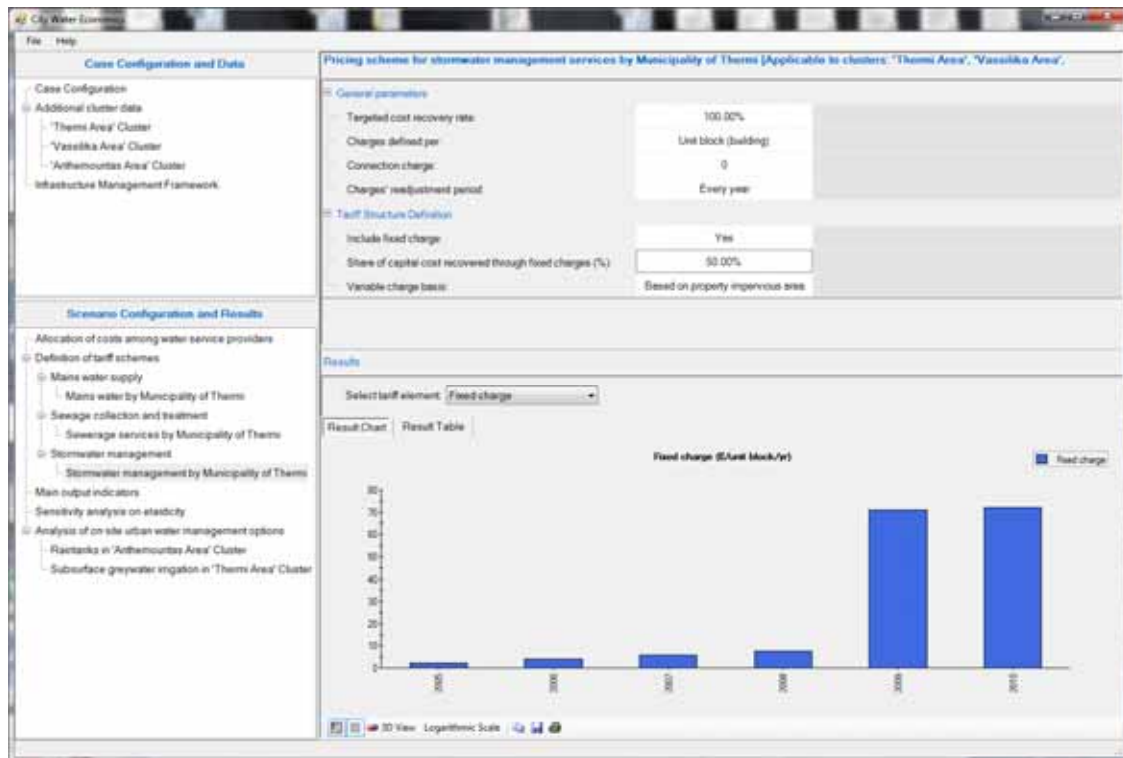 City Water Economics
File Help
Case Configuration and Data
Case Configuration
Additional cluster data
'Thermi Area' Cluster
'Vassilika Area' Cluster
'Anthemountas Area' Cluster
Infrastructure Management Framework
Scenario Configuration and Results
Allocation of costs among water service providers
Definition of tariff schemes
Mains water supply
Mains water by Municipality of Thermi
Sewage collection and treatment
Sewerage services by Municipality of Thermi
Stormwater management
Stormwater management by Municipality of Thermi
Main output indicators
Sensitivity analysis on elasticity
Analysis of on site urban water management options
Raintanks in 'Anthemountas Area' Cluster
Subsurface greywater irrigation in 'Thermi Area' Cluster
Pricing scheme for stormwater management services by Municipality of Thermi [Applicable to clusters: 'Thermi Area', 'Vassilika Area',
General parameters
Targeted cost recovery rate: 100.00%
Charges defined per: Unit block (building)
Connection charge: 0
Charges' readjustment period: Every year
Tariff Structure Definition
Include fixed charge: Yes
Share of capital cost recovered through fixed charges (%): 50.00%
Variable charge basis: Based on property impervious area
Results
Select tariff element: Fixed charge
Result Chart Result Table
Fixed charge (€/unit block/yr)
Fixed charge
80
70
60
50
40
30
20
10
0
2005 2006 2007 2008 2009 2010
3D View Logarithmic Scale